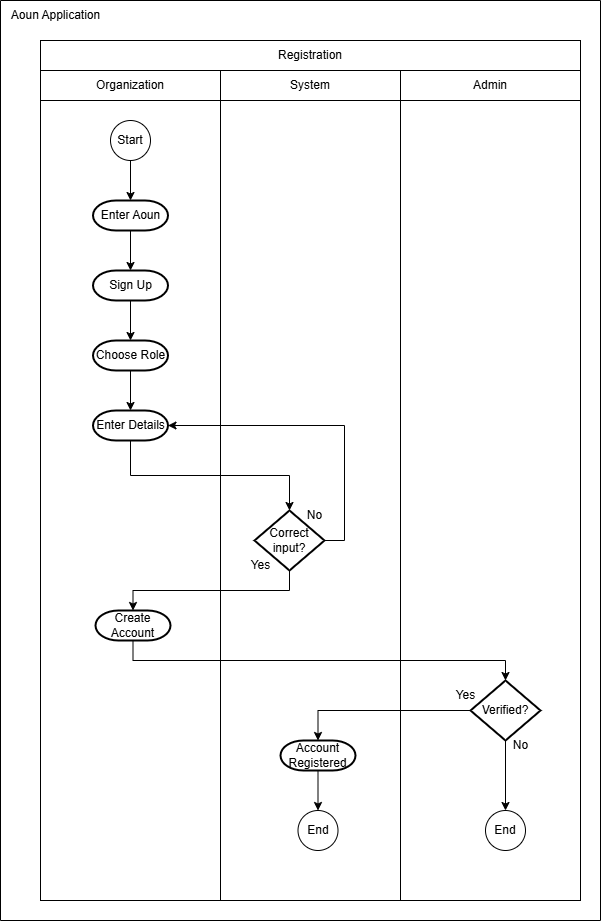 Aoun Application
Registration
Organization
System
Admin
Start
Enter Aoun
Sign Up
Choose Role
Enter Details
No
Correct
input?
Yes
Create
Account
Yes
Verified?
No
Account
Registered
End
End